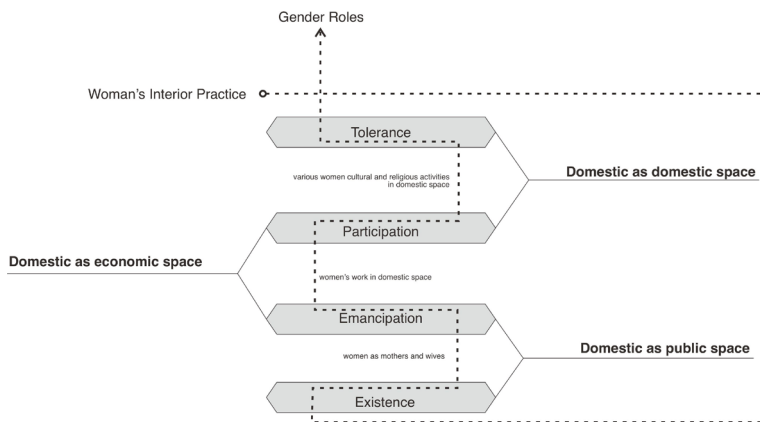 Gender Roles
Woman's Interior Practice
Tolerance
various women cultural and religious activities
in domestic space
Domestic as domestic space
Participation
Domestic as economic space
women's work in domestic space
Emancipation
women as mothers and wives
Domestic as public space
Existence